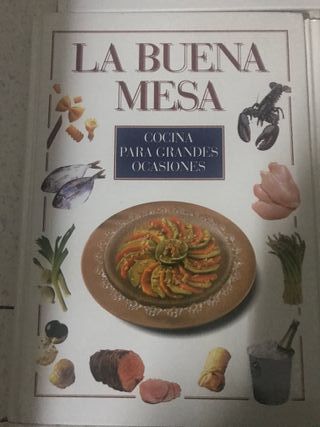 LA BUENA
MESA
COCINA
PARA GRANDES
OCASIONES